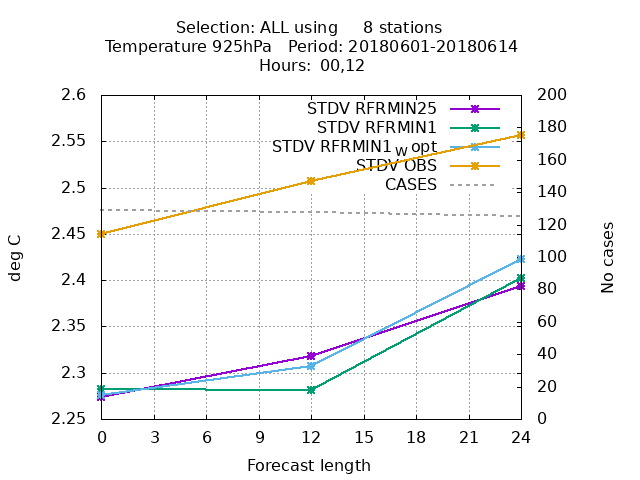 Selection: ALL using     8 stations
Temperature 925hPa   Period: 20180601-20180614
Hours:  00,12
STDV RFRMIN25
STDV RFRMIN1
STDV RFRMIN1 W opt
STDV OBS
CASES
2.6
2.55
2.5
2.45
2.4
2.35
2.3
2.25
deg C
200
180
160
140
120
100
80
60
40
20
0
No cases
0 3 6 9 12 15 18 21 24
Forecast length